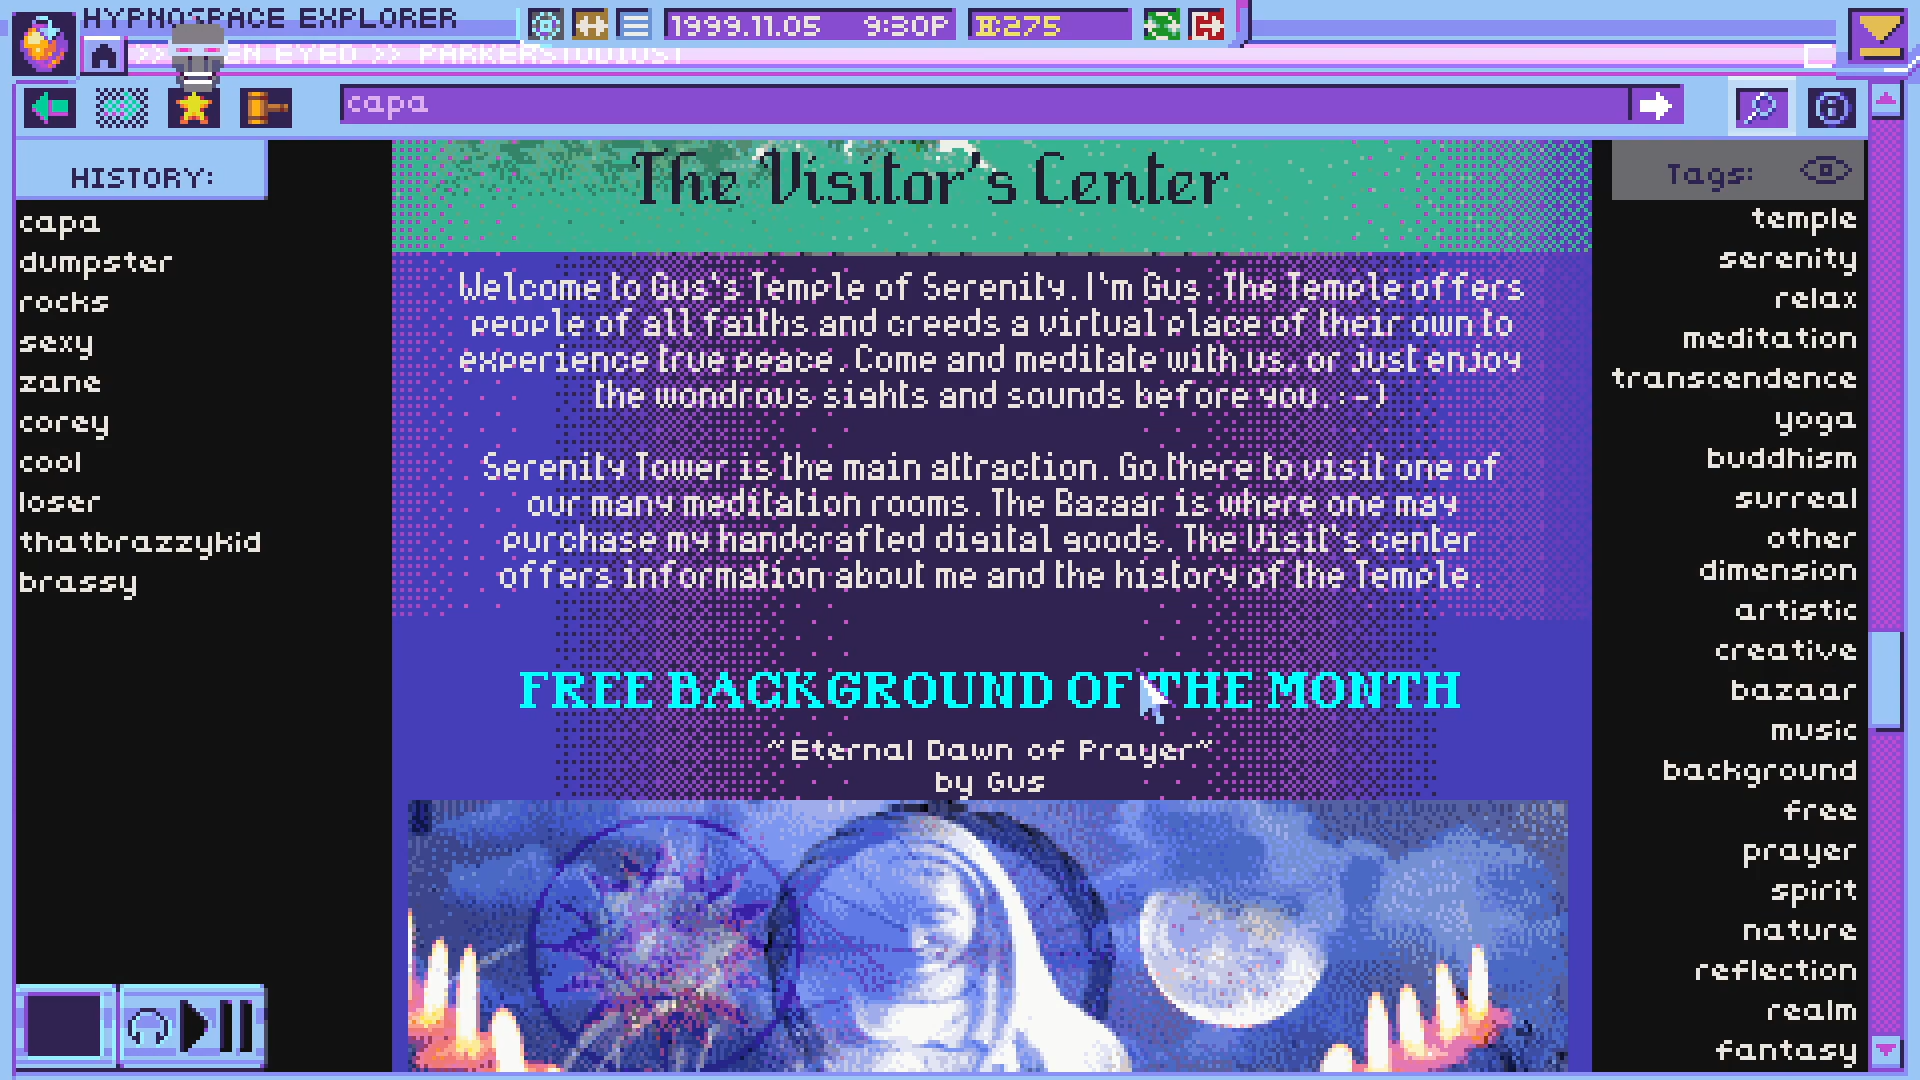 HYPNOSPACE EXPLORER
1999.11.05 9:30P
275
EN EYED >> PARKERSTUDIOS1
capa
HISTORY:
capa
dumpster
rocks
sexy
zane
corey
cool
loser
thatbrazzykid
brassy
The Visitor's Center
Welcome to Gus's Temple of Serenity. I'm Gus. The Temple offers
people of all faiths and creeds a virtual place of their own to
experience true peace. Come and meditate with us, or just enjoy
the wondrous sights and sounds before you. :-)
Serenity Tower is the main attraction. Go there to visit one of
our many meditation rooms. The Bazaar is where one may
purchase my handcrafted digital goods. The Visit's center
offers information about me and the history of the Temple.
FREE BACKGROUND OF THE MONTH
~Eternal Dawn of Prayer~
by Gus
Tags:
temple
serenity
relax
meditation
transcendence
yoga
buddhism
surreal
other
dimension
artistic
creative
bazaar
music
background
free
prayer
spirit
nature
reflection
realm
fantasy